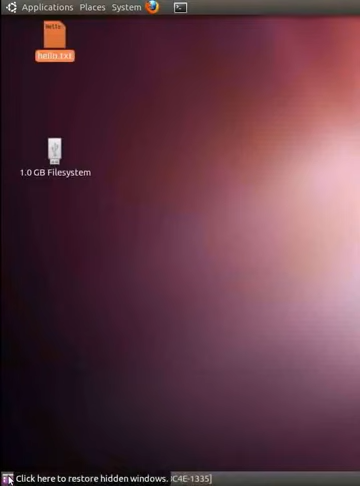 Applications Places System
hello
hello.txt
1.0 GB Filesystem
Click here to restore hidden windows.
C4E-1335]